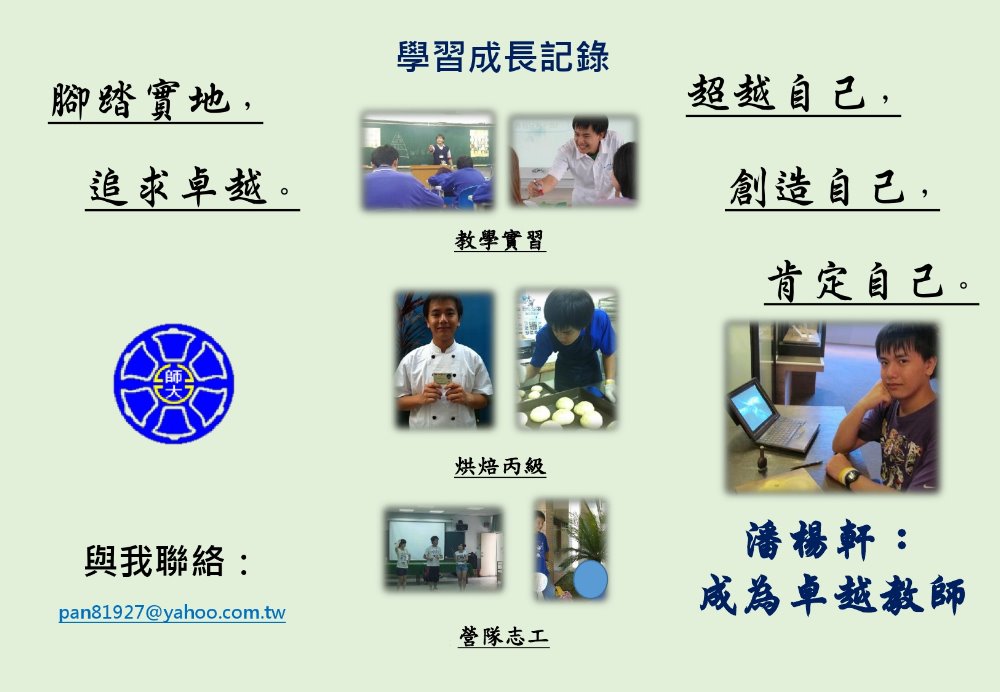 腳踏實地，
追求卓越。
師
大
與我聯絡：
pan81927@yahoo.com.tw
學習成長記錄
教學實習
烘焙丙級
營隊志工
超越自己，
創造自己，
肯定自己。
潘楊軒：
成為卓越教師